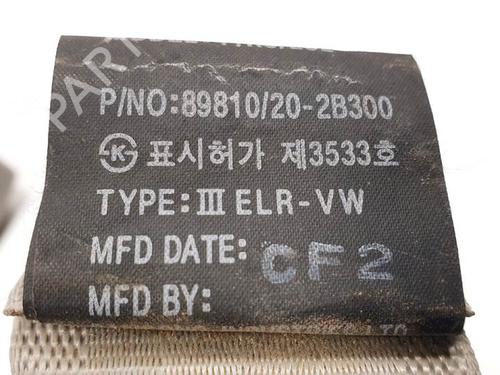 P/NO:89810/20-2B300
K 표시허가 제3533호
TYPE:Ⅲ ELR-VW
MFD DATE: CF2
MFD BY: